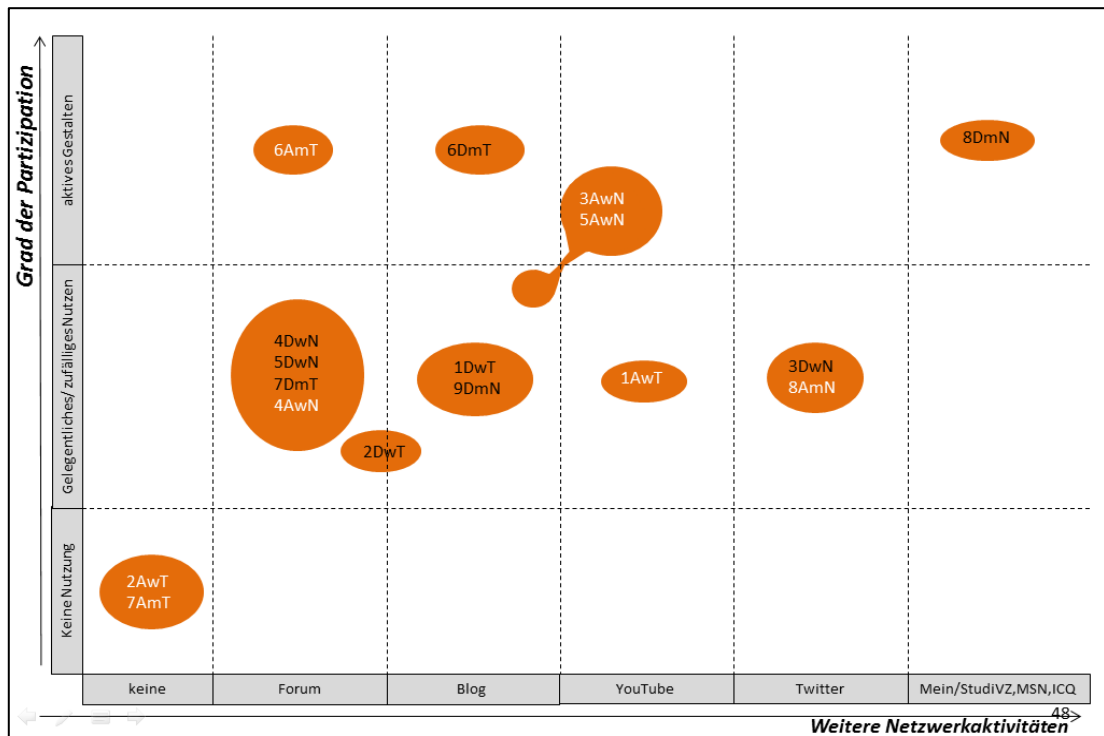 Grad der Partizipation
aktives Gestalten
6AmT
6DmT
8DmN
3AwN
5AwN
Gelegentliches/ zufälliges Nutzen
4DwN
5DwN
7DmT
4AwN
1DwT
9DmN
1AwT
3DwN
8AmN
2DwT
Keine Nutzung
2AwT
7AmT
keine
Forum
Blog
YouTube
Twitter
Mein/StudiVZ,MSN,ICQ
48
Weitere Netzwerkaktivitäten